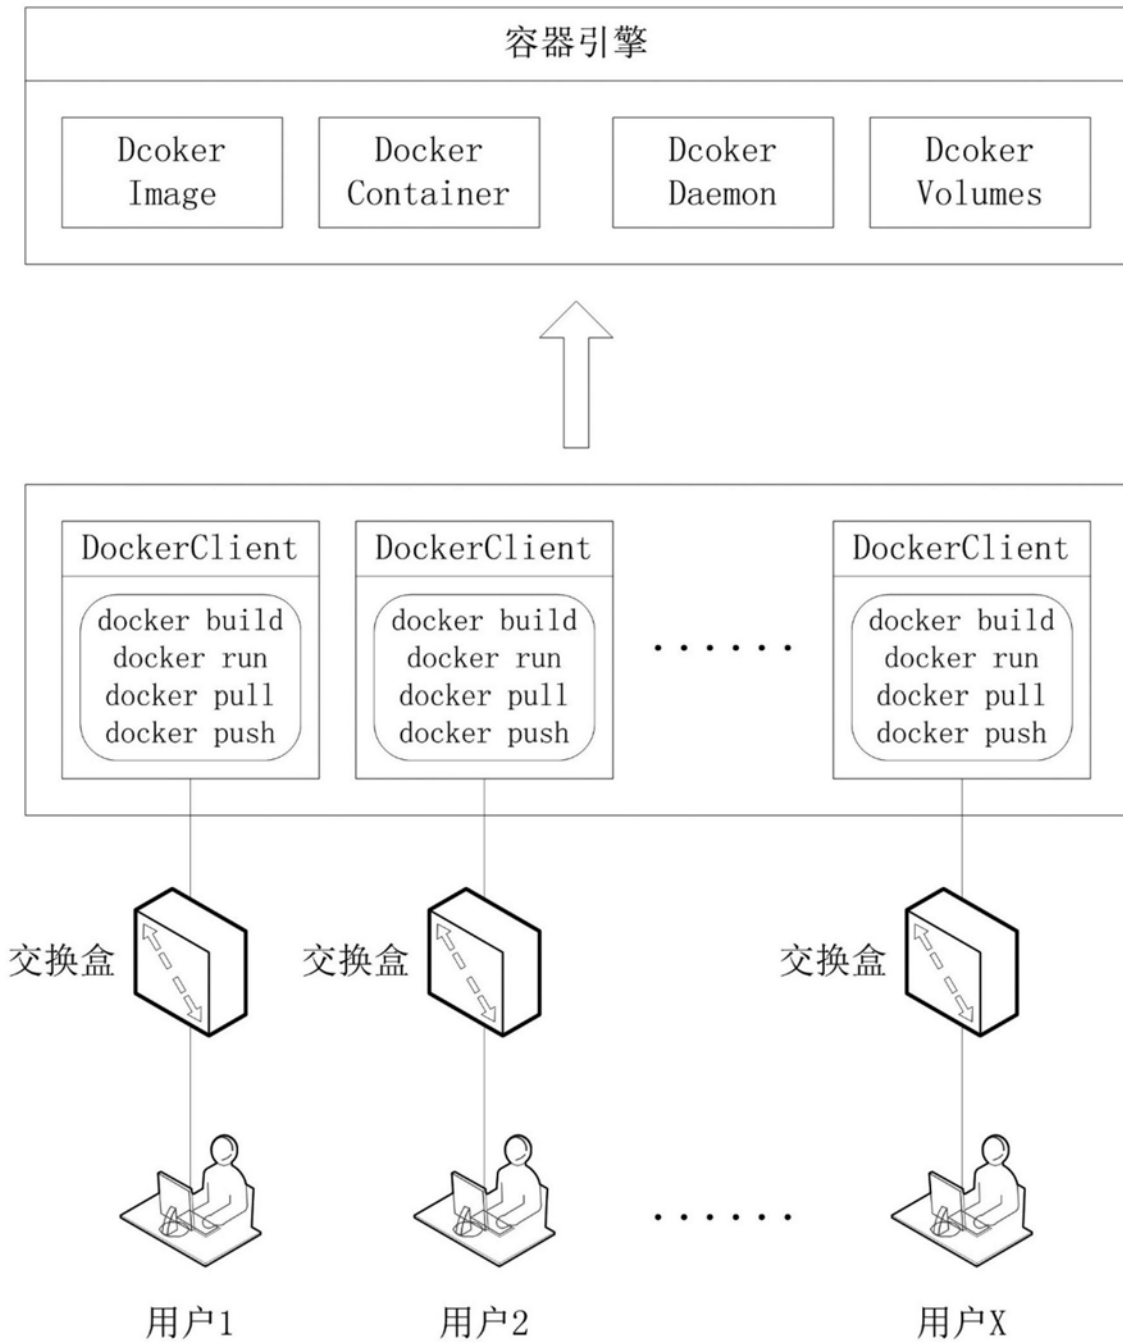 容器引擎
Dcoker
Image
Docker
Container
Dcoker
Daemon
Dcoker
Volumes
DockerClient
docker build
docker run
docker pull
docker push
DockerClient
docker build
docker run
docker pull
docker push
······
DockerClient
docker build
docker run
docker pull
docker push
交换盒
交换盒
交换盒
······
用户1
用户2
用户X